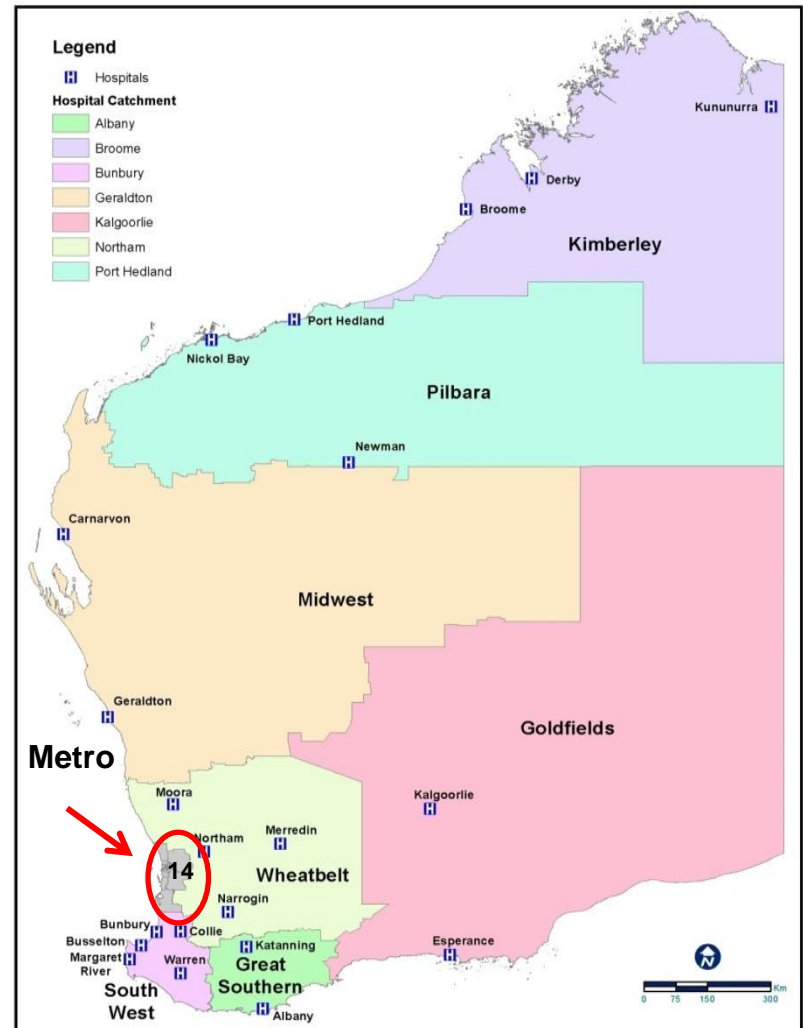 Legend
Hospitals
Hospital Catchment
Albany
Broome
Bunbury
Geraldton
Kalgoorlie
Northam
Port Hedland
Kununurra
Derby
Broome
Kimberley
Port Hedland
Nickol Bay
Pilbara
Newman
Carnarvon
Midwest
Geraldton
Goldfields
Metro
Moora
Kalgoorlie
Northam
Merredin
14
Wheatbelt
Narrogin
Bunbury
Collie
Busselton
Katanning
Esperance
Margaret
River
Warren
Great
Southern
South
West
Albany
N
Km
0 75 150 300